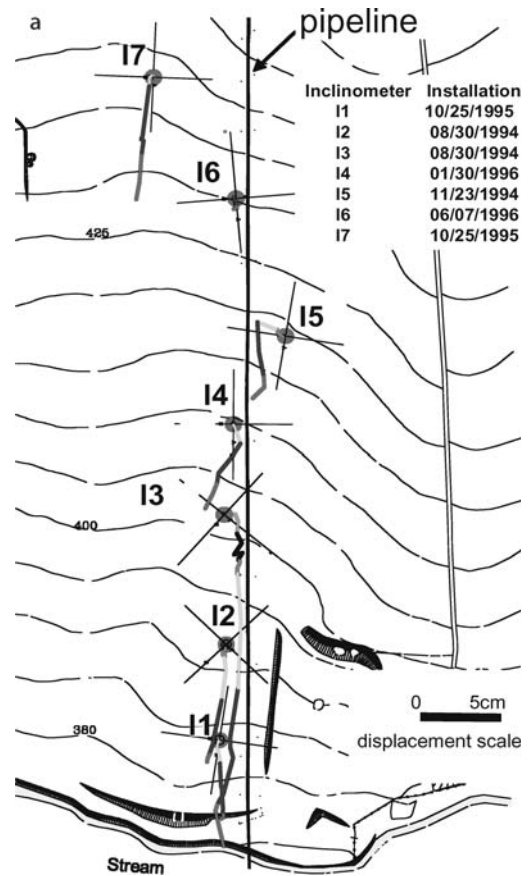 a
pipeline
I7
Inclinometer Installation
I1 10/25/1995
I2 08/30/1994
I3 08/30/1994
I4 01/30/1996
I5 11/23/1994
I6 06/07/1996
I7 10/25/1995
I6
425
I5
I4
I3
400
I2
I1
380
0 5cm
displacement scale
Stream